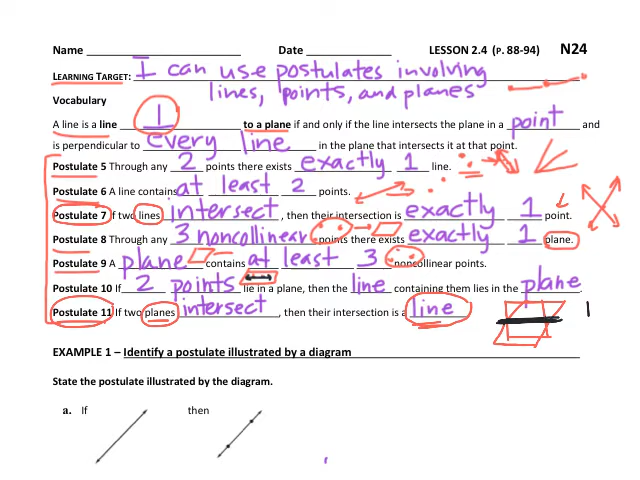 Name ________________ Date ________________ LESSON 2.4 (P. 88-94) N24
LEARNING TARGET: I can use postulates involving
lines, points, and planes
Vocabulary
A line is a line ⊥ to a plane if and only if the line intersects the plane in a point and
is perpendicular to every line in the plane that intersects it at that point.
Postulate 5 Through any 2 points there exists exactly 1 line.
Postulate 6 A line contains at least 2 points.
Postulate 7 If two lines intersect, then their intersection is exactly 1 point.
Postulate 8 Through any 3 noncollinear points there exists exactly 1 plane.
Postulate 9 A plane contains at least 3 noncollinear points.
Postulate 10 If 2 points lie in a plane, then the line containing them lies in the plane.
Postulate 11 If two planes intersect, then their intersection is a line
EXAMPLE 1 – Identify a postulate illustrated by a diagram
State the postulate illustrated by the diagram.
a. If then